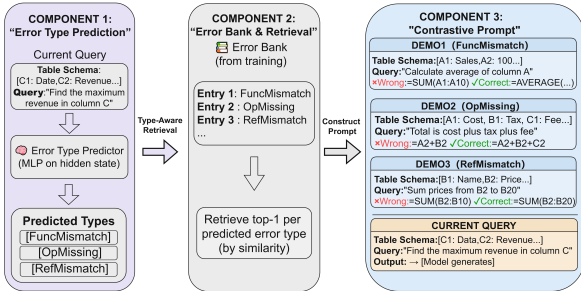 COMPONENT 1:
"Error Type Prediction"
Current Query
Table Schema:
[C1: Date,C2: Revenue...]
Query:"Find the maximum
revenue in column C"
Error Type Predictor
(MLP on hidden state)
Predicted Types
[FuncMismatch]
[OpMissing]
[RefMismatch]
Type-Aware
Retrieval
COMPONENT 2:
"Error Bank & Retrieval"
Error Bank
(from training)
Entry 1 : FuncMismatch
Entry 2 : OpMissing
Entry 3 : RefMismatch
...
Retrieve top-1 per
predicted error type
(by similarity)
Construct
Prompt
COMPONENT 3:
"Contrastive Prompt"
DEMO1 (FuncMismatch)
Table Schema:[A1: Sales,A2: 100...]
Query:"Calculate average of column A"
×Wrong:=SUM(A1:A10) ✓Correct:=AVERAGE(...)
DEMO2 (OpMissing)
Table Schema:[A1: Cost, B1: Tax, C1: Fee...]
Query:"Total is cost plus tax plus fee"
×Wrong:=A2+B2 ✓Correct:=A2+B2+C2
DEMO3 (RefMismatch)
Table Schema:[B1: Name,B2: Price...]
Query:"Sum prices from B2 to B20"
×Wrong:=SUM(B2:B10) ✓Correct:=SUM(B2:B20)
CURRENT QUERY
Table Schema:[C1: Data,C2: Revenue...]
Query:"Find the maximum revenue in column C"
Output: → [Model generates]